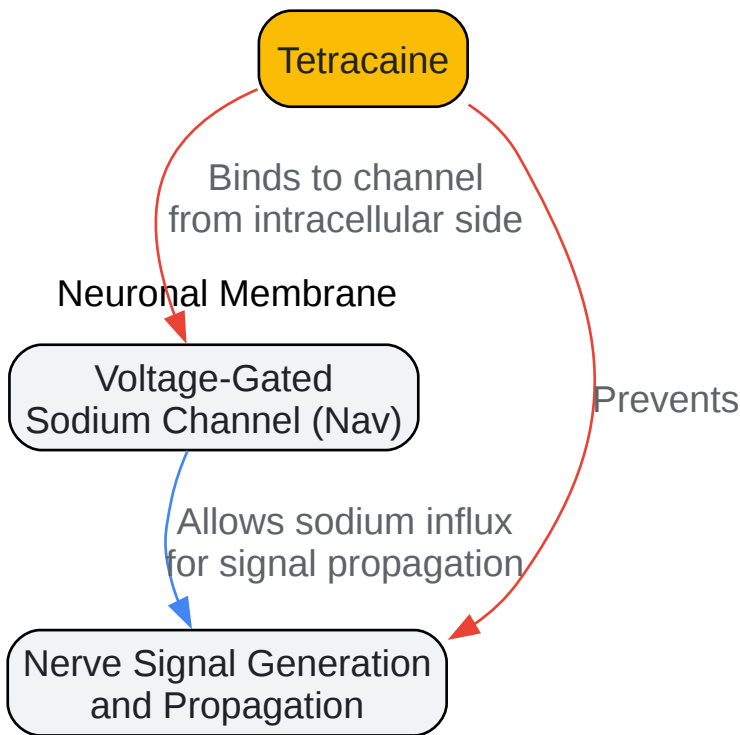 Tetracaine
Binds to channel
from intracellular side
Neuronal Membrane
Voltage-Gated
Sodium Channel (Nav)
Prevents
Allows sodium influx
for signal propagation
Nerve Signal Generation
and Propagation